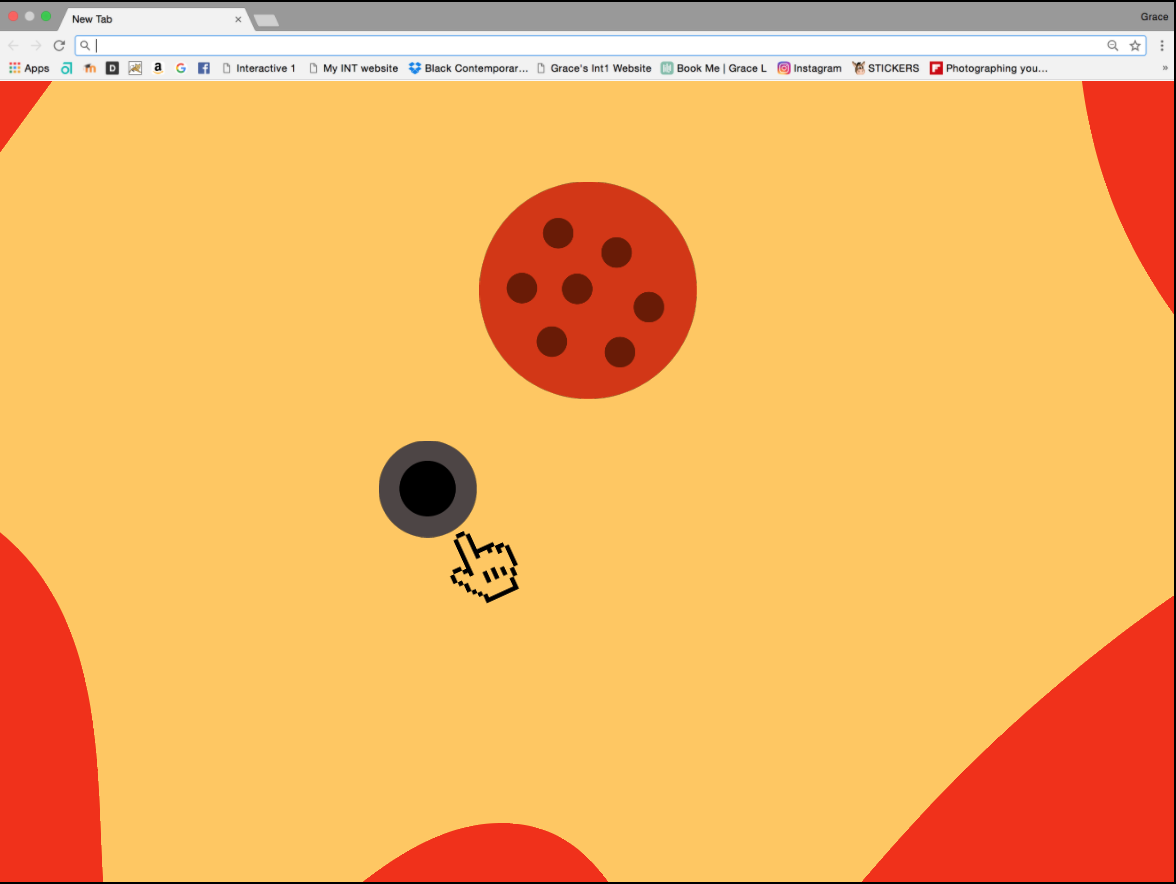 New Tab
Grace
Apps D a G f Interactive 1 My INT website Black Contemporar... Grace's Int1 Website Book Me | Grace L Instagram STICKERS Photographing you... »